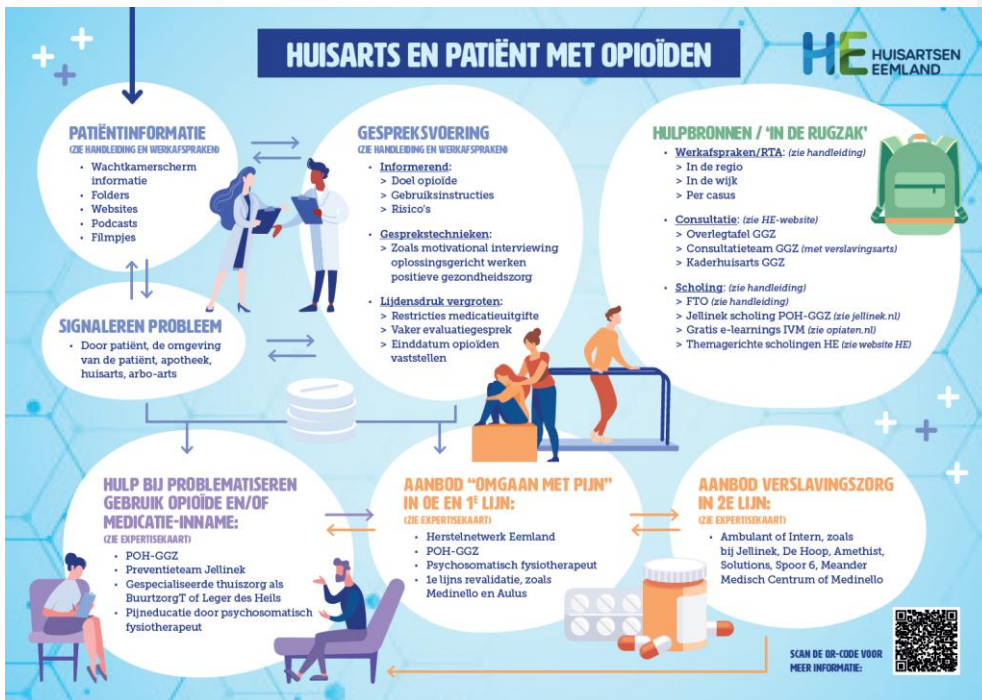 HUISARTS EN PATIËNT MET OPIOÏDEN
HE HUISARTSEN
EEMLAND
PATIËNTINFORMATIE
(ZIE HANDLEIDING EN WERKAFSPRAKEN)
• Wachtkamerscherm
informatie
• Folders
• Websites
• Podcasts
• Filmpjes
GESPREKSVOERING
(ZIE HANDLEIDING EN WERKAFSPRAKEN)
• Informerend:
> Doel opioïde
> Gebruiksinstructies
> Risico's
• Gesprekstechnieken:
> Zoals motivational interviewing
oplossingsgericht werken
positieve gezondheidszorg
• Lijdensdruk vergroten:
> Restricties medicatieuitgifte
> Vaker evaluatiegesprek
> Einddatum opioïden
vaststellen
HULPBRONNEN / 'IN DE RUGZAK'
• Werkafspraken/RTA: (zie handleiding)
> In de regio
> In de wijk
> Per casus
• Consultatie: (zie HE-website)
> Overlegtafel GGZ
> Consultatieteam GGZ (met verslavingsarts)
> Kaderhuisarts GGZ
• Scholing: (zie handleiding)
> FTO (zie handleiding)
> Jellinek scholing POH-GGZ (zie jellinek.nl)
> Gratis e-learnings IVM (zie opiaten.nl)
> Themagerichte scholingen HE (zie website HE)
SIGNALEREN PROBLEEM
• Door patiënt, de omgeving
van de patiënt, apotheek,
huisarts, arbo-arts
HULP BIJ PROBLEMATISEREN
GEBRUIK OPIOÏDE EN/OF
MEDICATIE-INNAME:
(ZIE EXPERTISEKAART)
• POH-GGZ
• Preventieteam Jellinek
• Gespecialiseerde thuiszorg als
BuurtzorgT of Leger des Heils
• Pijneducatie door psychosomatisch
fysiotherapeut
AANBOD "OMGAAN MET PIJN"
IN 0E EN 1E LIJN:
(ZIE EXPERTISEKAART)
• Herstelnetwerk Eemland
• POH-GGZ
• Psychosomatisch fysiotherapeut
• 1e lijns revalidatie, zoals
Medinello en Aulus
AANBOD VERSLAVINGSZORG
IN 2E LIJN:
(ZIE EXPERTISEKAART)
• Ambulant of Intern, zoals
bij Jellinek, De Hoop, Amethist,
Solutions, Spoor 6, Meander
Medisch Centrum of Medinello
SCAN DE QR-CODE VOOR
MEER INFORMATIE: